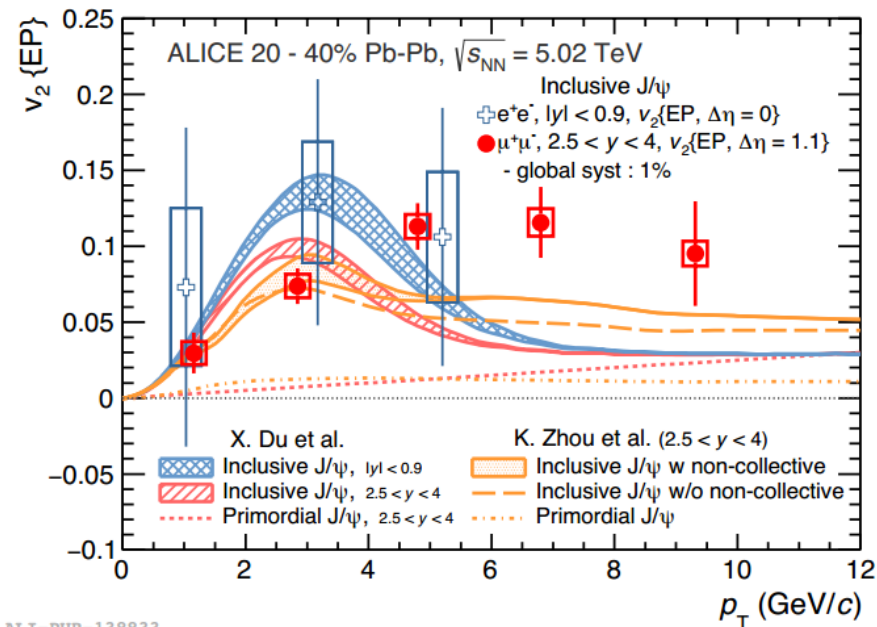 0.25
0.2
0.15
0.1
0.05
0
−0.05
−0.1
v₂ {EP}
ALICE 20 - 40% Pb-Pb, √s_NN = 5.02 TeV
Inclusive J/ψ
e⁺e⁻, |y| < 0.9, v₂{EP, Δη = 0}
μ⁺μ⁻, 2.5 < y < 4, v₂{EP, Δη = 1.1}
- global syst : 1%
X. Du et al.
Inclusive J/ψ, |y| < 0.9
Inclusive J/ψ, 2.5 < y < 4
Primordial J/ψ, 2.5 < y < 4
K. Zhou et al. (2.5 < y < 4)
Inclusive J/ψ w non-collective
Inclusive J/ψ w/o non-collective
Primordial J/ψ
0 2 4 6 8 10 12
p_T (GeV/c)